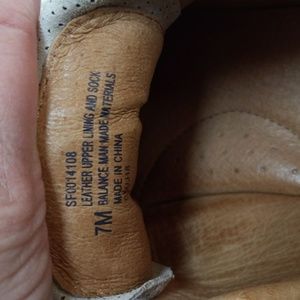 SF0014108
LEATHER UPPER LINING AND SOCK
BALANCE MAN MADE MATERIALS
7M MADE IN CHINA